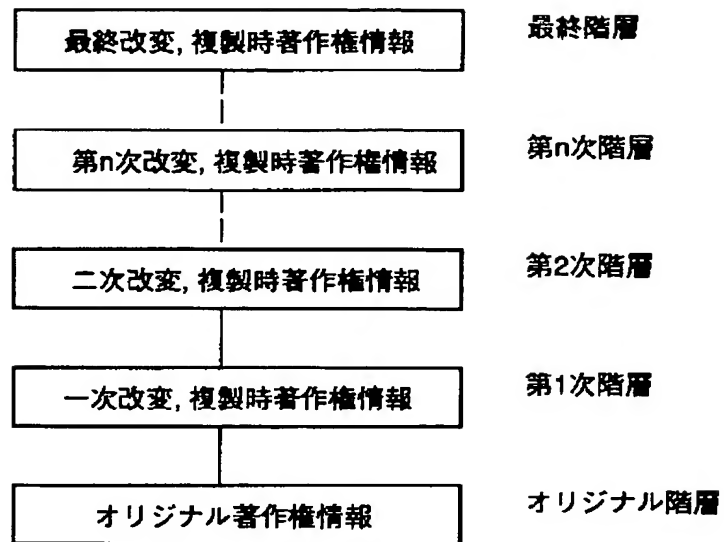 最終改変, 複製時著作権情報 最終階層
第n次改変, 複製時著作権情報 第n次階層
二次改変, 複製時著作権情報 第2次階層
一次改変, 複製時著作権情報 第1次階層
オリジナル著作権情報 オリジナル階層